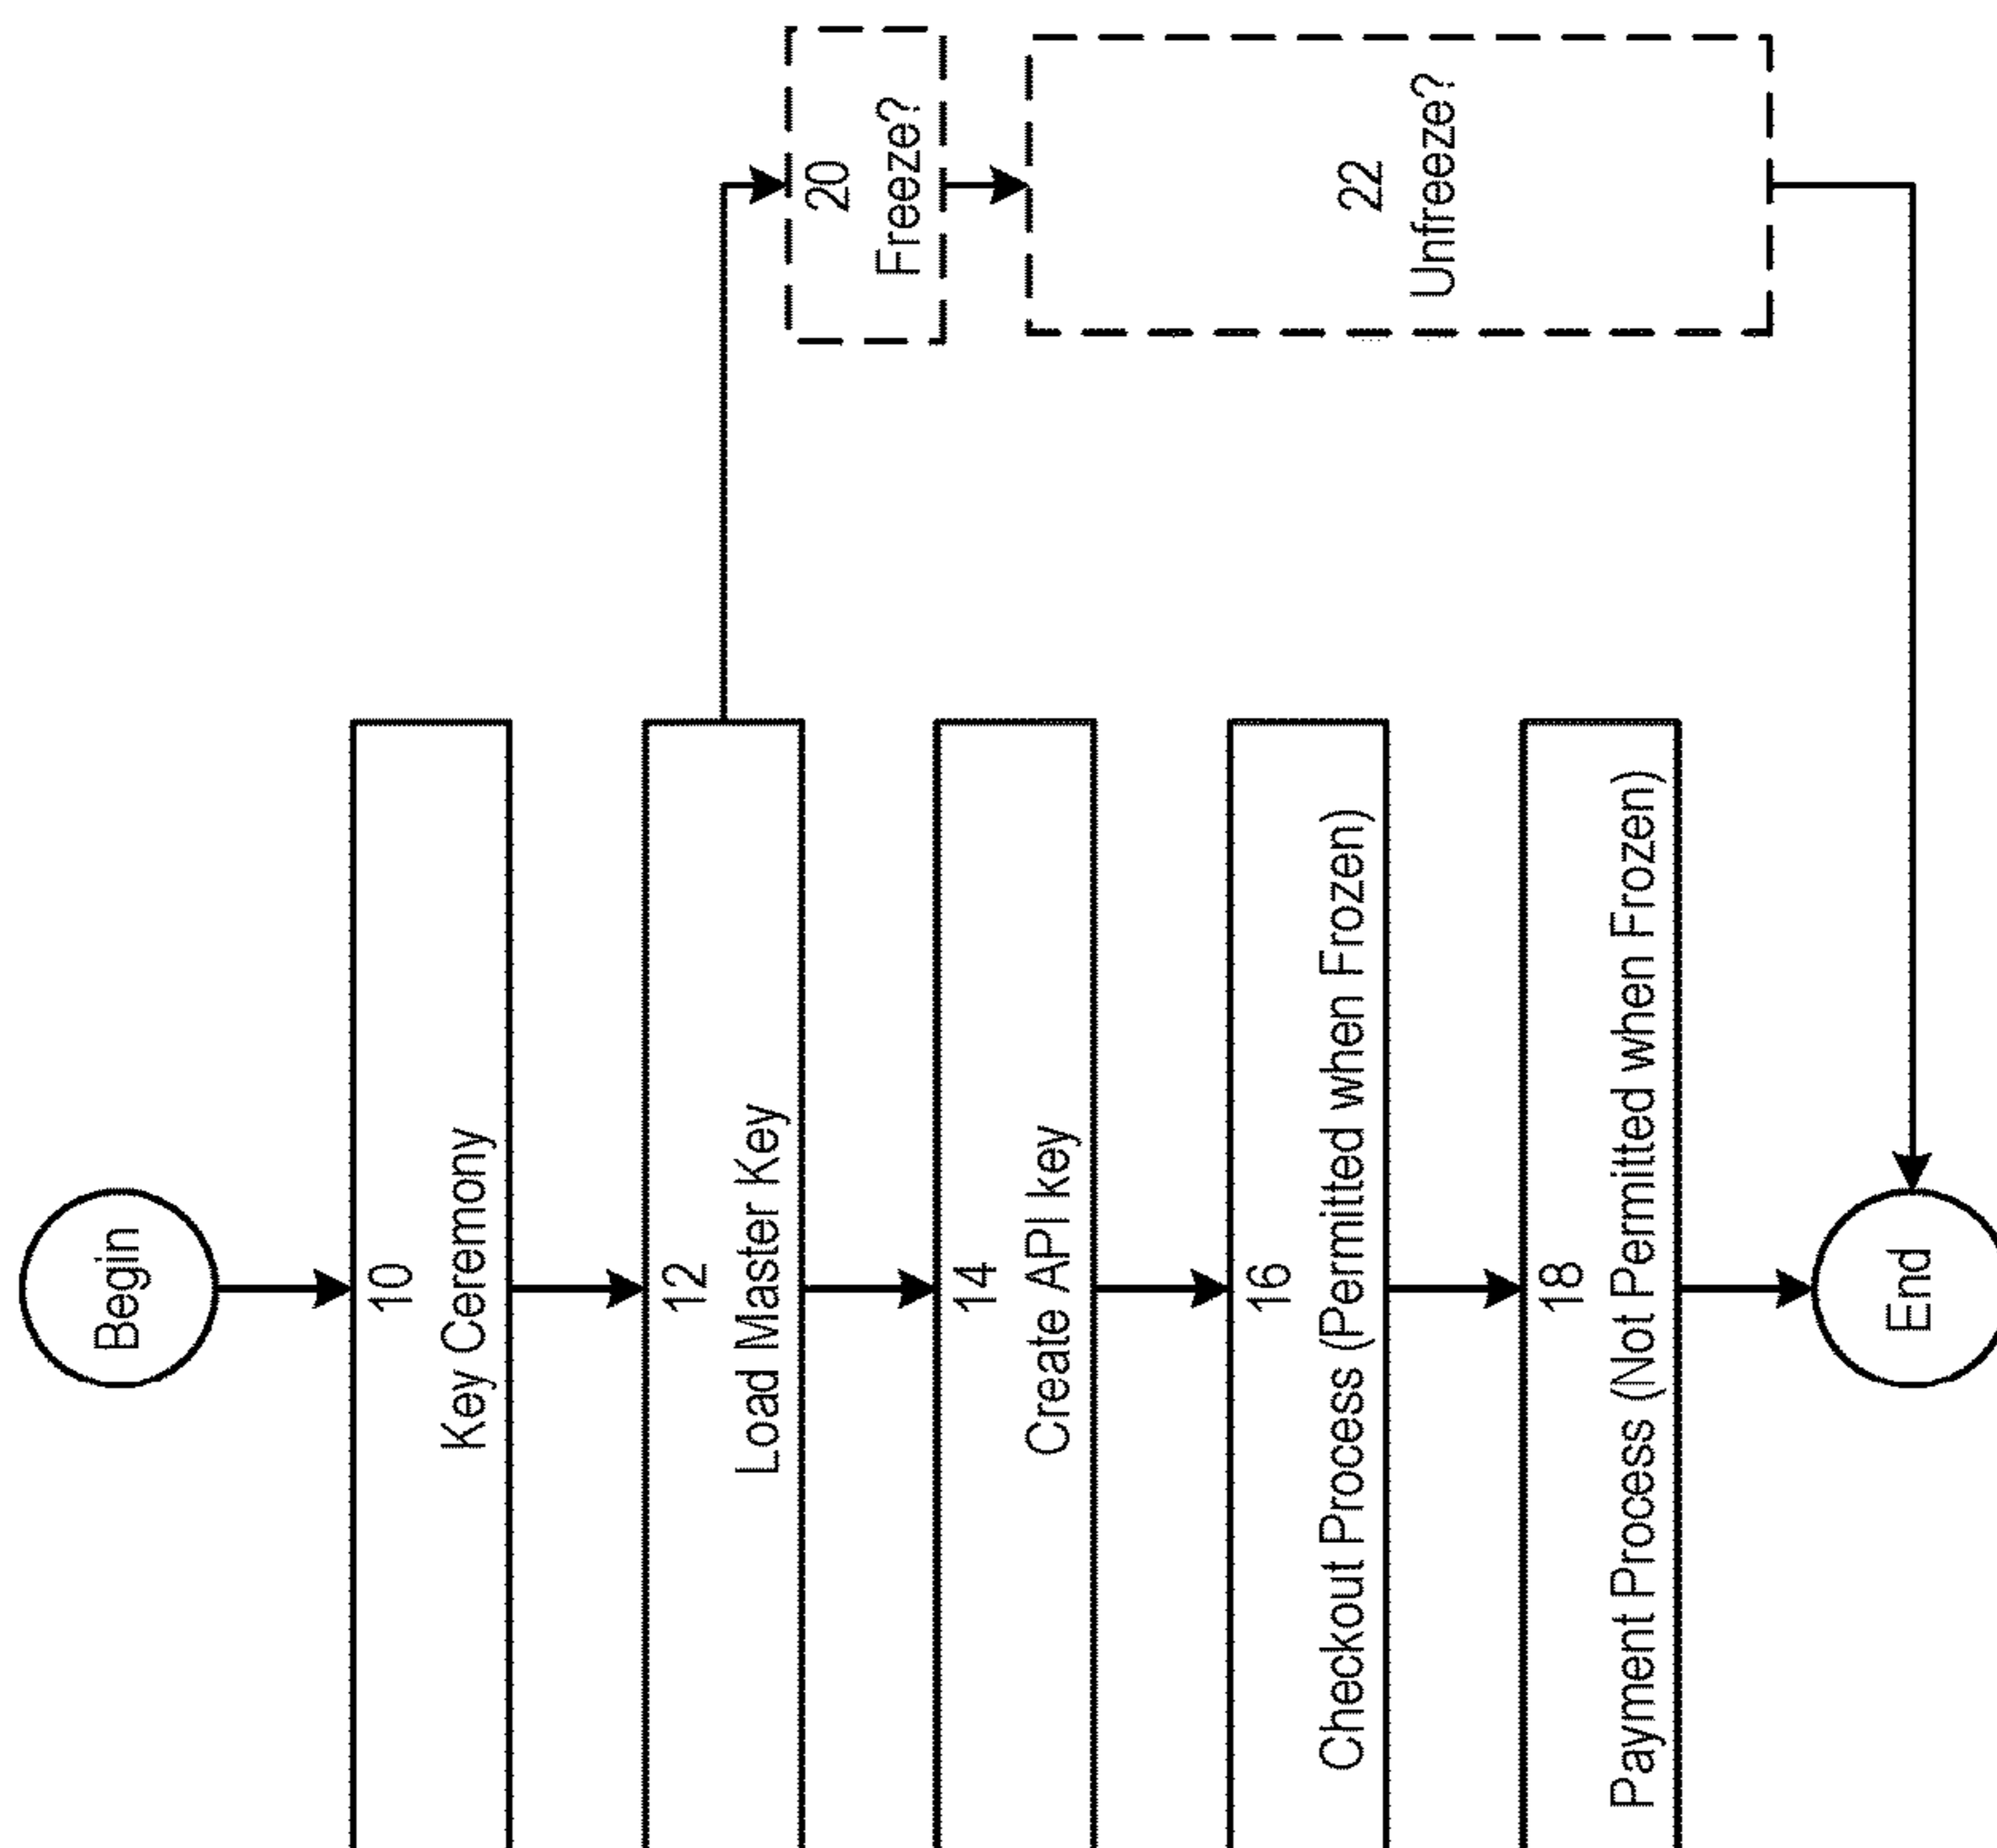 Begin
10
Key Ceremony
12
Load Master Key
14
Create API key
16
Checkout Process (Permitted when Frozen)
18
Payment Process (Not Permitted when Frozen)
End
20
Freeze?
22
Unfreeze?